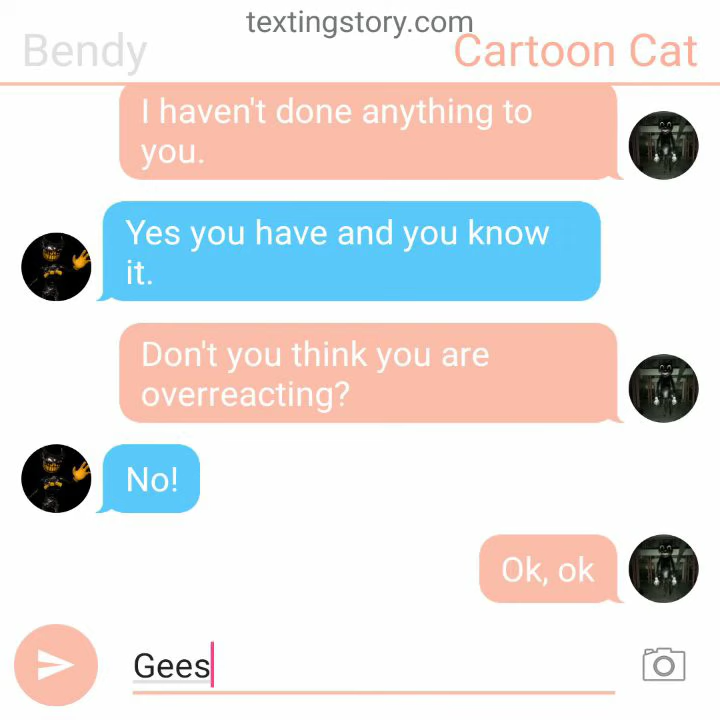 textingstory.com
Bendy
Cartoon Cat
I haven't done anything to
you.
Yes you have and you know
it.
Don't you think you are
overreacting?
No!
Ok, ok
Gees